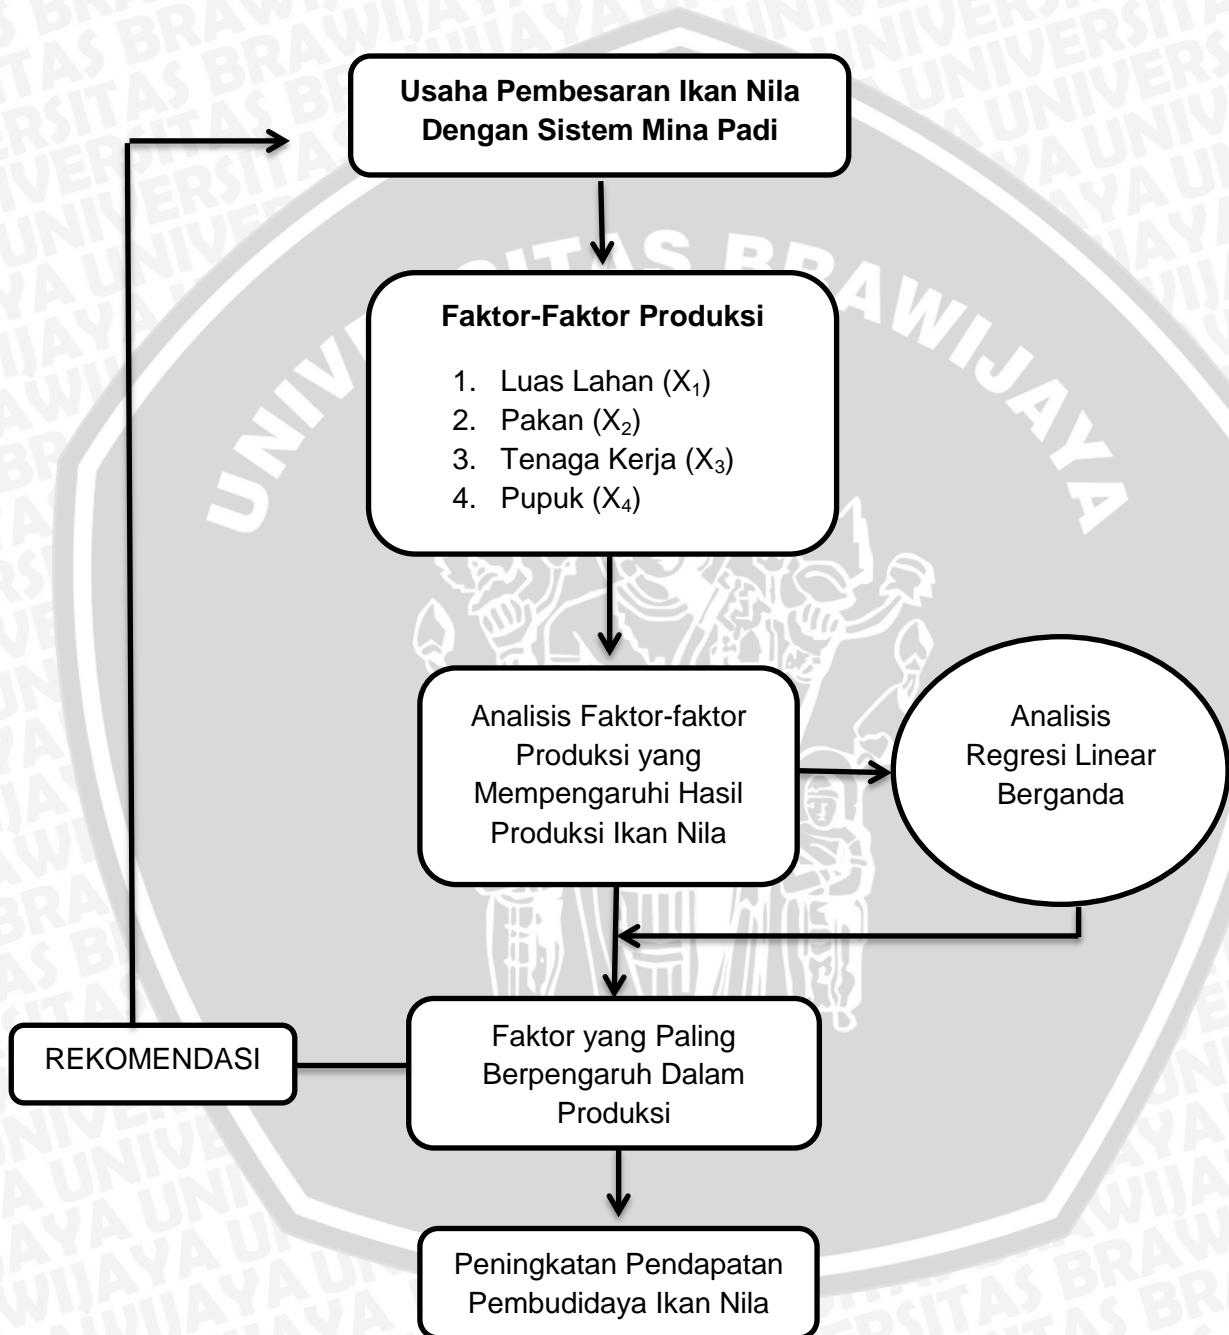 Usaha Pembesaran Ikan Nila
Dengan Sistem Mina Padi
Faktor-Faktor Produksi
1. Luas Lahan (X₁)
2. Pakan (X₂)
3. Tenaga Kerja (X₃)
4. Pupuk (X₄)
Analisis Faktor-faktor
Produksi yang
Mempengaruhi Hasil
Produksi Ikan Nila
Analisis
Regresi Linear
Berganda
REKOMENDASI
Faktor yang Paling
Berpengaruh Dalam
Produksi
Peningkatan Pendapatan
Pembudidaya Ikan Nila
UNIVERSITAS BRAWIJAYA